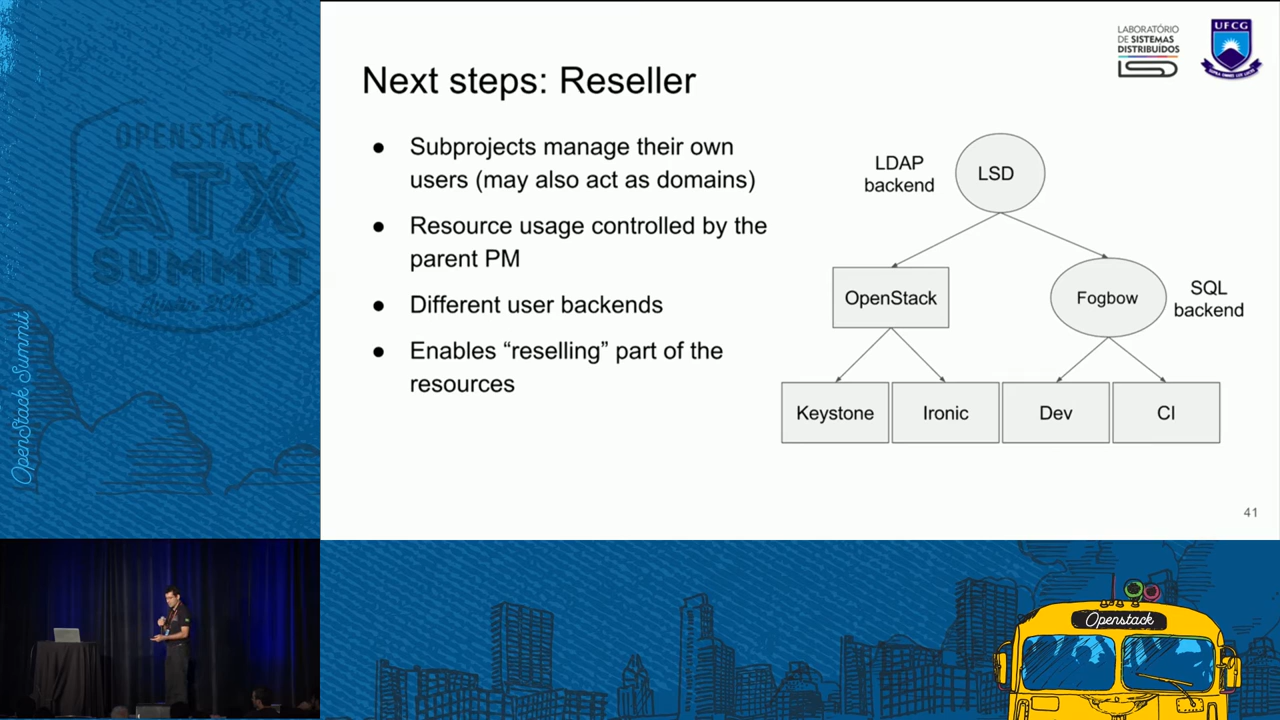 OPENSTACK
ATX
SUMMIT
Austin 2016
OpenStack Summit
LABORATÓRIO
DE SISTEMAS
DISTRIBUÍDOS
UFCG
Next steps: Reseller
● Subprojects manage their own
users (may also act as domains)
● Resource usage controlled by the
parent PM
● Different user backends
● Enables “reselling” part of the
resources
LDAP
backend
LSD
OpenStack
Fogbow
SQL
backend
Keystone
Ironic
Dev
CI
41
Openstack